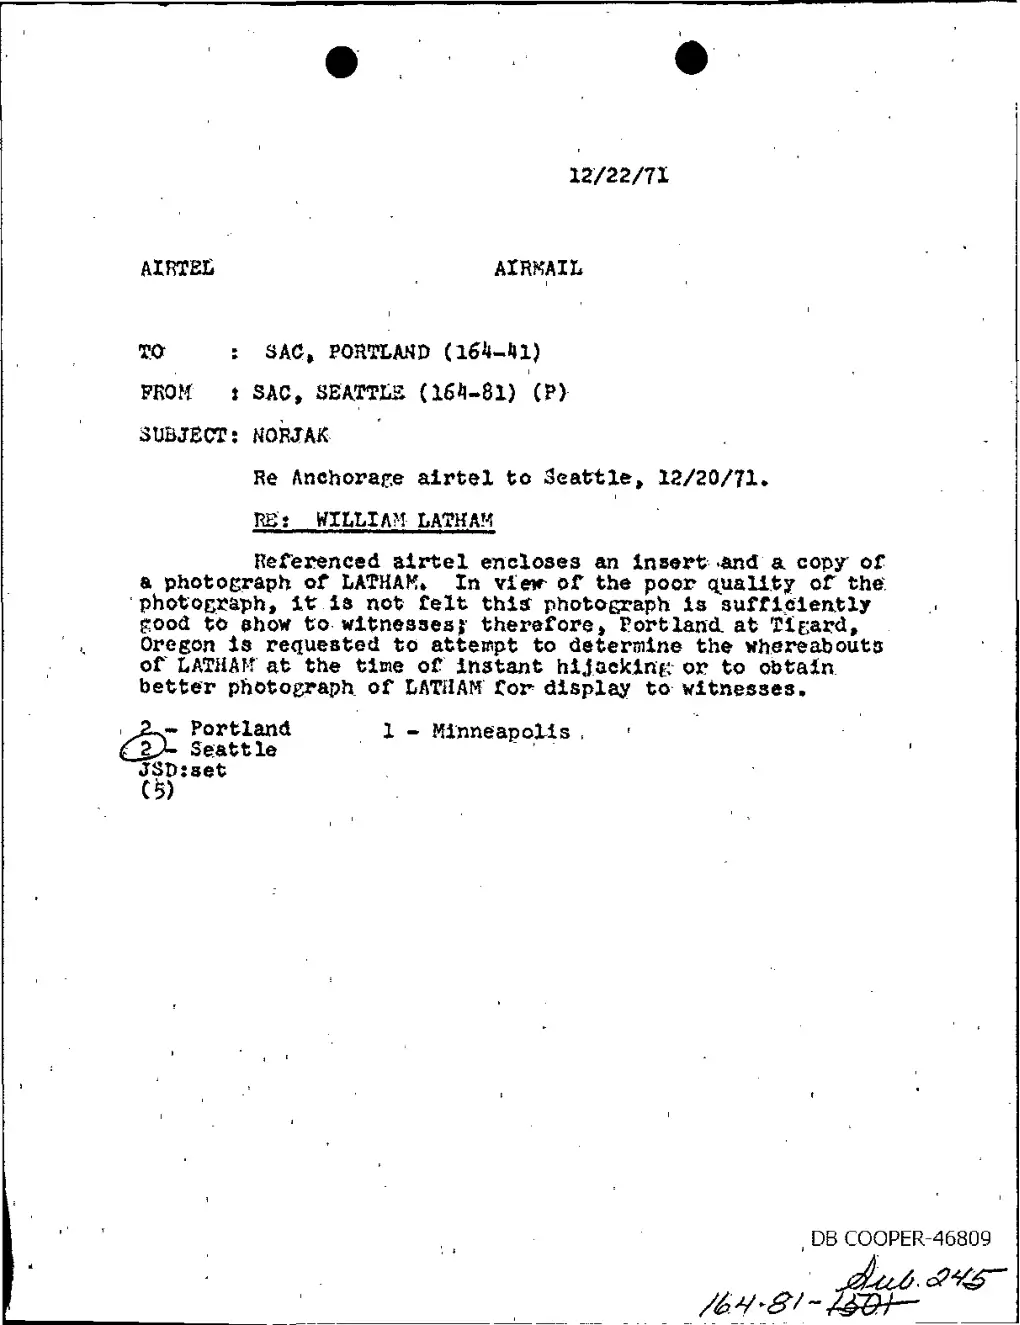 12/22/71
AIRTEL AIRMAIL
TO : SAC, PORTLAND (164-41)
FROM : SAC, SEATTLE (164-81) (P)
SUBJECT: NORJAK
Re Anchorage airtel to Seattle, 12/20/71.
RE: WILLIAM LATHAM
Referenced airtel encloses an insert and a copy of
a photograph of LATHAM. In view of the poor quality of the
photograph, it is not felt this photograph is sufficiently
good to show to witnesses; therefore, Portland at Tigard,
Oregon is requested to attempt to determine the whereabouts
of LATHAM at the time of instant hijacking or to obtain
better photograph of LATHAM for display to witnesses.
2 - Portland 1 - Minneapolis
2 - Seattle
JSD:set
(5)
DB COOPER-46809
Sub. 245
164-81-1301